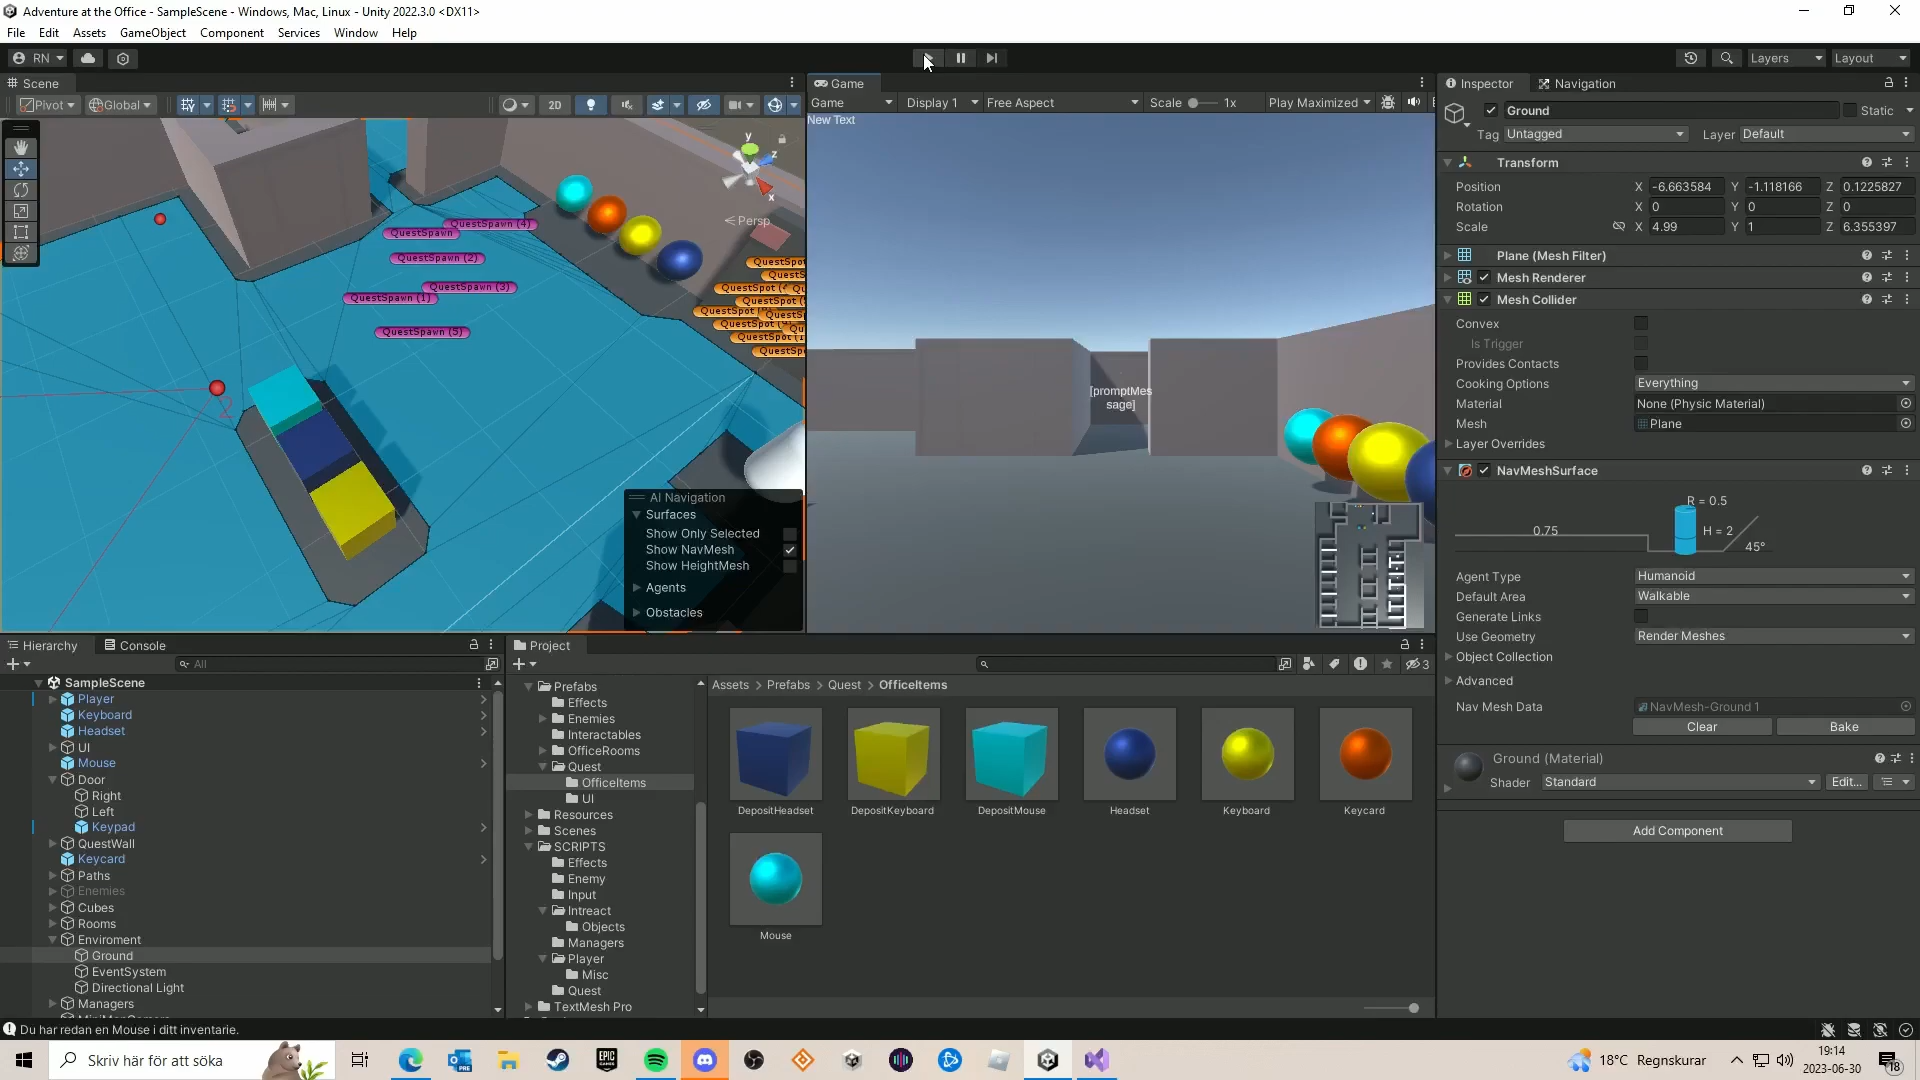 Adventure at the Office - SampleScene - Windows, Mac, Linux - Unity 2022.3.0 <DX11>
File Edit Assets GameObject Component Services Window Help
RN
Layers Layout
Scene
Pivot Global
2D
y
z
x
Persp
QuestSpawn (4)
QuestSpawn
QuestSpawn (2)
QuestSpawn (3)
QuestSpawn (1)
QuestSpawn (5)
QuestSpot
AI Navigation
Surfaces
Show Only Selected
Show NavMesh
Show HeightMesh
Agents
Obstacles
Game
Game Display 1 Free Aspect Scale 1x Play Maximized
New Text
[promptMes
sage]
Inspector Navigation
Ground Static
Tag Untagged Layer Default
Transform
Position X -6.663584 Y -1.118166 Z 0.1225827
Rotation X 0 Y 0 Z 0
Scale X 4.99 Y 1 Z 6.355397
Plane (Mesh Filter)
Mesh Renderer
Mesh Collider
Convex
Is Trigger
Provides Contacts
Cooking Options Everything
Material None (Physic Material)
Mesh Plane
Layer Overrides
NavMeshSurface
R = 0.5
0.75 H = 2
45°
Agent Type Humanoid
Default Area Walkable
Generate Links
Use Geometry Render Meshes
Object Collection
Advanced
Nav Mesh Data NavMesh-Ground 1
Clear Bake
Ground (Material)
Shader Standard Edit...
Add Component
Hierarchy Console
All
SampleScene
Player
Keyboard
Headset
UI
Mouse
Door
Right
Left
Keypad
QuestWall
Keycard
Paths
Enemies
Cubes
Rooms
Enviroment
Ground
EventSystem
Directional Light
Managers
Project
3
Prefabs
Effects
Enemies
Interactables
OfficeRooms
Quest
OfficeItems
UI
Resources
Scenes
SCRIPTS
Effects
Enemy
Input
Intreact
Objects
Managers
Player
Misc
Quest
TextMesh Pro
Assets > Prefabs > Quest > OfficeItems
DepositHeadset DepositKeyboard DepositMouse Headset Keyboard Keycard
Mouse
Du har redan en Mouse i ditt inventarie.
Skriv här för att söka
EPIC GAMES
18°C Regnskurar
19:14
2023-06-30
18